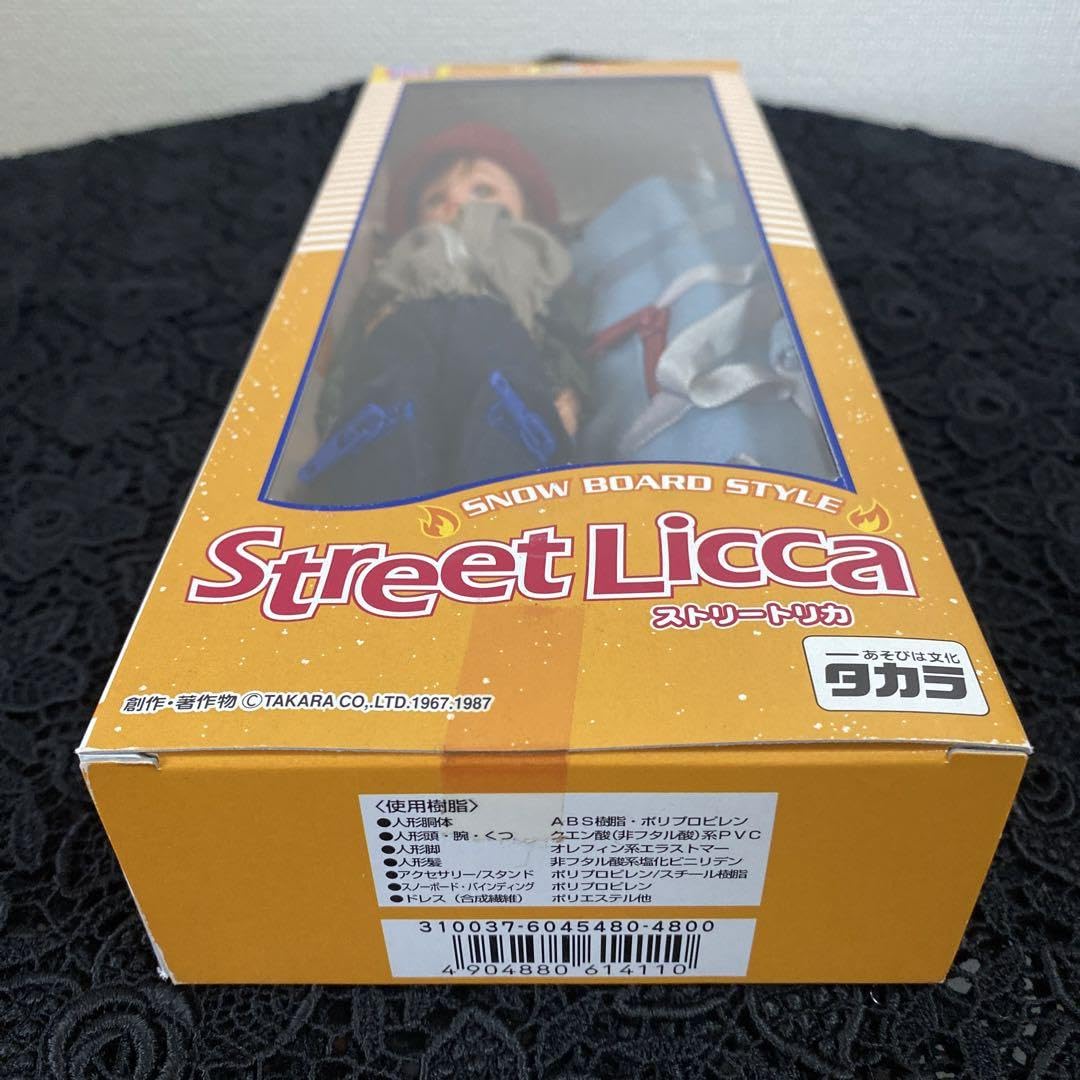 SNOW BOARD STYLE
Street Licca
ストリートリカ
あそびは文化
タカラ
創作・著作物 ©TAKARA CO,.LTD.1967.1987
〈使用樹脂〉
●人形胴体 ABS樹脂・ポリプロピレン
●人形頭・腕・くつ クエン酸(非フタル酸)系PVC
●人形脚 オレフィン系エラストマー
●人形髪 非フタル酸系塩化ビニリデン
●アクセサリー/スタンド ポリプロピレン/スチール樹脂
●スノーボード・バインディング ポリプロピレン
●ドレス(合成繊維) ポリエステル他
310037-6045480-4800
4 904880 614110